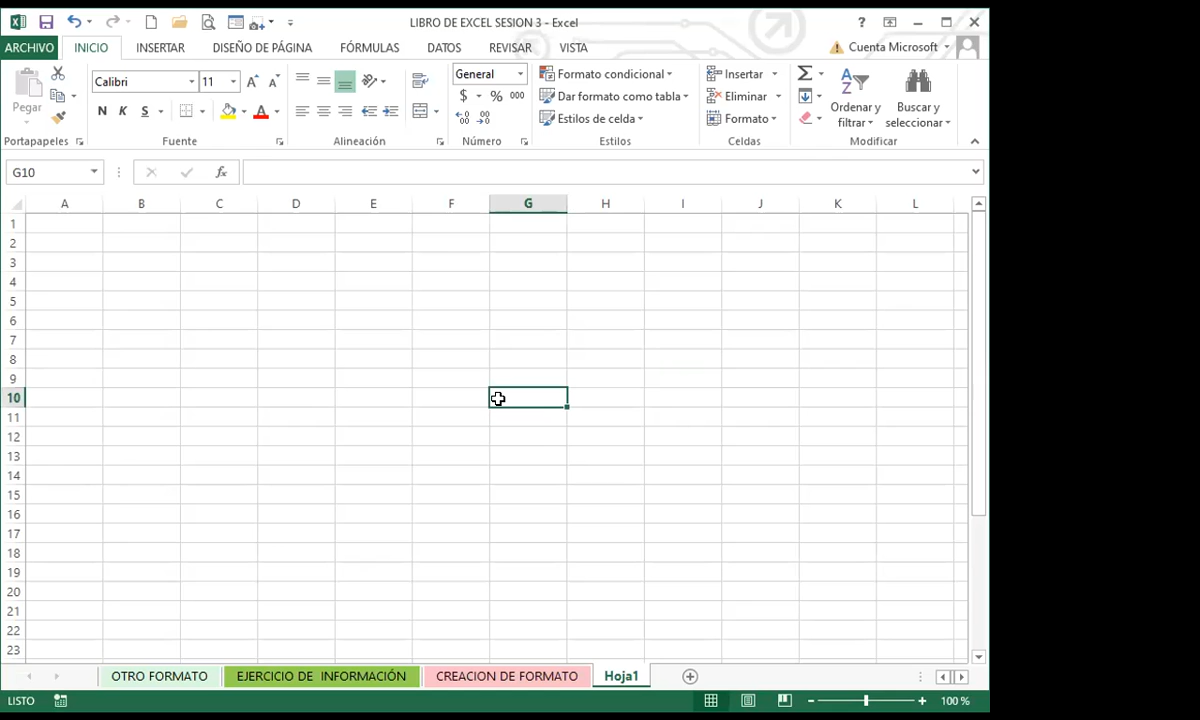 LIBRO DE EXCEL SESION 3 - Excel
?
ARCHIVO INICIO INSERTAR DISEÑO DE PÁGINA FÓRMULAS DATOS REVISAR VISTA Cuenta Microsoft
Pegar
Calibri 11
N K S A
General
$ % 000
Formato condicional
Dar formato como tabla
Estilos de celda
Insertar
Eliminar
Formato
Σ
Ordenar y
filtrar
Buscar y
seleccionar
Portapapeles Fuente Alineación Número Estilos Celdas Modificar
G10 fx
A B C D E F G H I J K L
1
2
3
4
5
6
7
8
9
10
11
12
13
14
15
16
17
18
19
20
21
22
23
OTRO FORMATO EJERCICIO DE INFORMACIÓN CREACION DE FORMATO Hoja1
LISTO 100 %